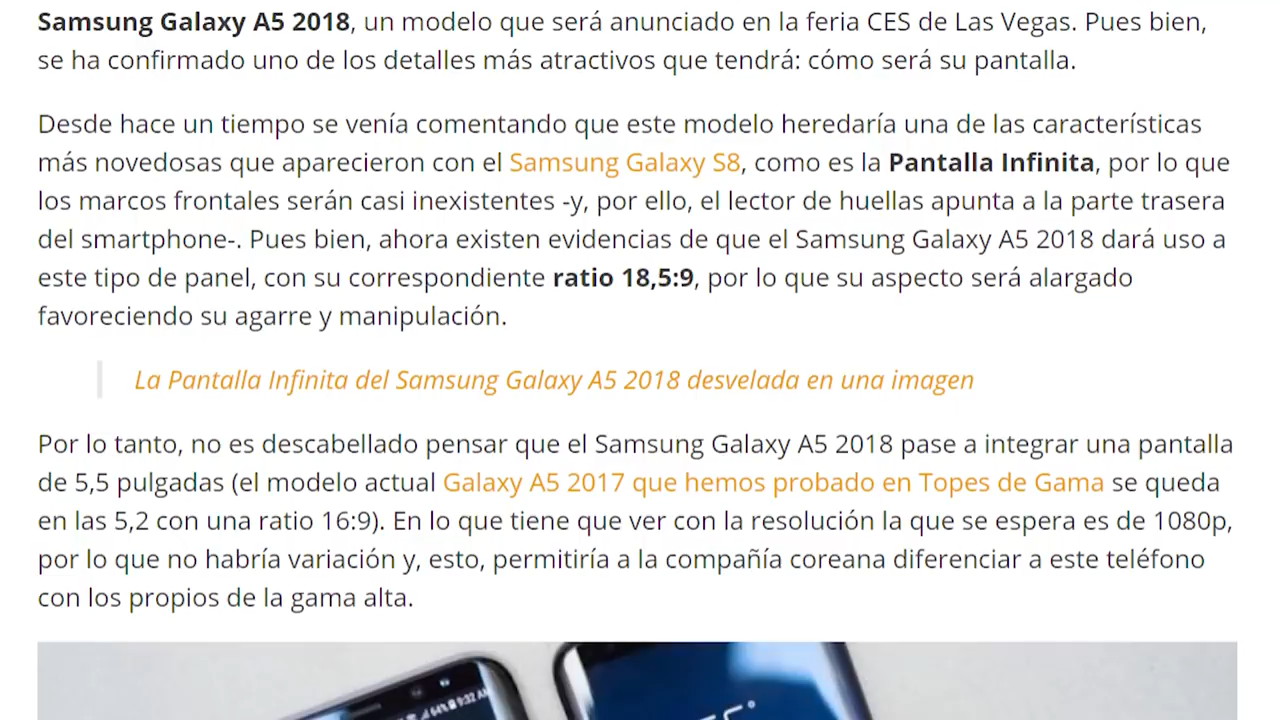 Samsung Galaxy A5 2018, un modelo que será anunciado en la feria CES de Las Vegas. Pues bien,
se ha confirmado uno de los detalles más atractivos que tendrá: cómo será su pantalla.
Desde hace un tiempo se venía comentando que este modelo heredaría una de las características
más novedosas que aparecieron con el Samsung Galaxy S8, como es la Pantalla Infinita, por lo que
los marcos frontales serán casi inexistentes -y, por ello, el lector de huellas apunta a la parte trasera
del smartphone-. Pues bien, ahora existen evidencias de que el Samsung Galaxy A5 2018 dará uso a
este tipo de panel, con su correspondiente ratio 18,5:9, por lo que su aspecto será alargado
favoreciendo su agarre y manipulación.
La Pantalla Infinita del Samsung Galaxy A5 2018 desvelada en una imagen
Por lo tanto, no es descabellado pensar que el Samsung Galaxy A5 2018 pase a integrar una pantalla
de 5,5 pulgadas (el modelo actual Galaxy A5 2017 que hemos probado en Topes de Gama se queda
en las 5,2 con una ratio 16:9). En lo que tiene que ver con la resolución la que se espera es de 1080p,
por lo que no habría variación y, esto, permitiría a la compañía coreana diferenciar a este teléfono
con los propios de la gama alta.
64% 9:32 AM